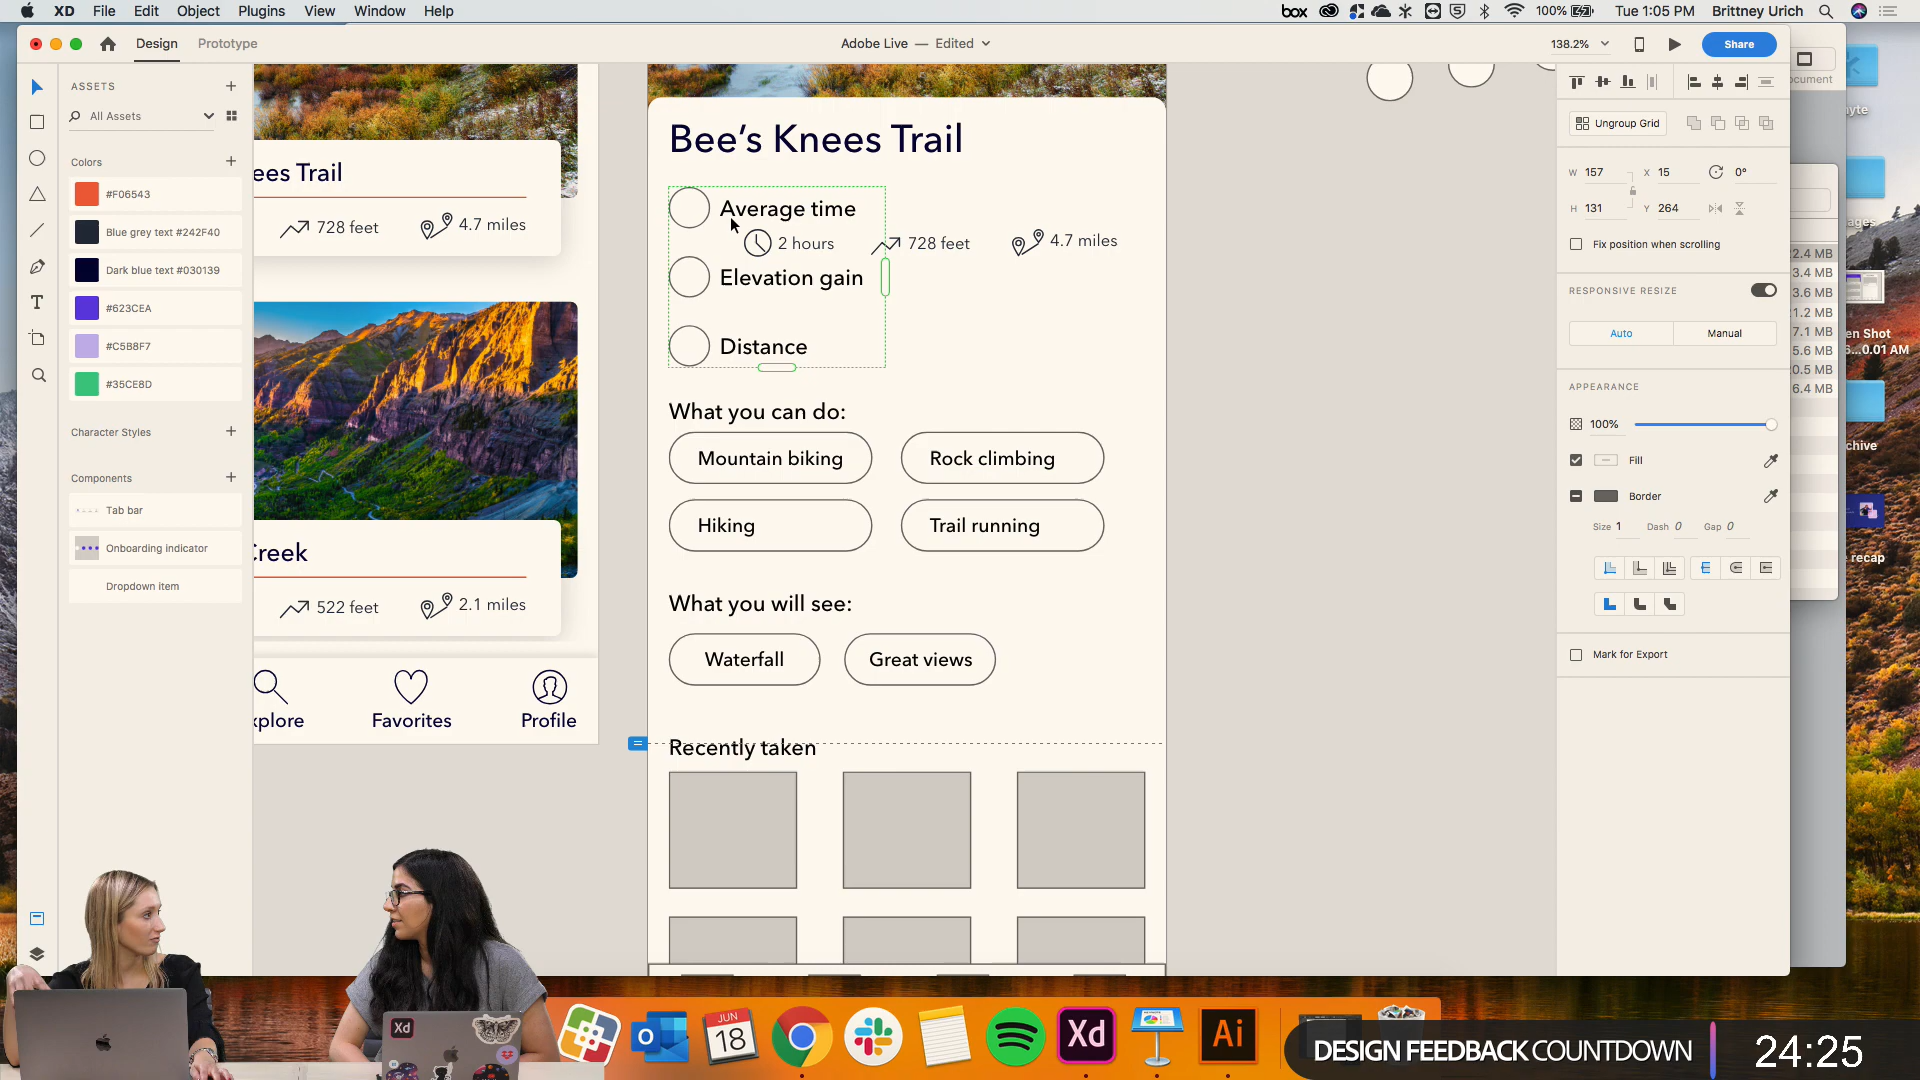 XD File Edit Object Plugins View Window Help
box 100% Tue 1:05 PM Brittney Urich
Design Prototype
Adobe Live — Edited
138.2% Share
ASSETS
All Assets
Colors
#F06543
Blue grey text #242F40
Dark blue text #030139
#623CEA
#C5B8F7
#35CE8D
Character Styles
Components
Tab bar
Onboarding indicator
Dropdown item
ees Trail
728 feet 4.7 miles
Creek
522 feet 2.1 miles
xplore Favorites Profile
Bee's Knees Trail
Average time
2 hours 728 feet 4.7 miles
Elevation gain
Distance
What you can do:
Mountain biking Rock climbing
Hiking Trail running
What you will see:
Waterfall Great views
Recently taken
Ungroup Grid
W 157 X 15 0°
H 131 Y 264
Fix position when scrolling
RESPONSIVE RESIZE
Auto Manual
APPEARANCE
100%
Fill
Border
Size 1 Dash 0 Gap 0
Mark for Export
ocument
yte
ages
2.4 MB
3.4 MB
3.6 MB
1.2 MB
7.1 MB
5.6 MB
0.5 MB
6.4 MB
en Shot
6...0.01 AM
chive
e recap
Xd
JUN
18
Xd
Ai
DESIGN FEEDBACK COUNTDOWN 24:25